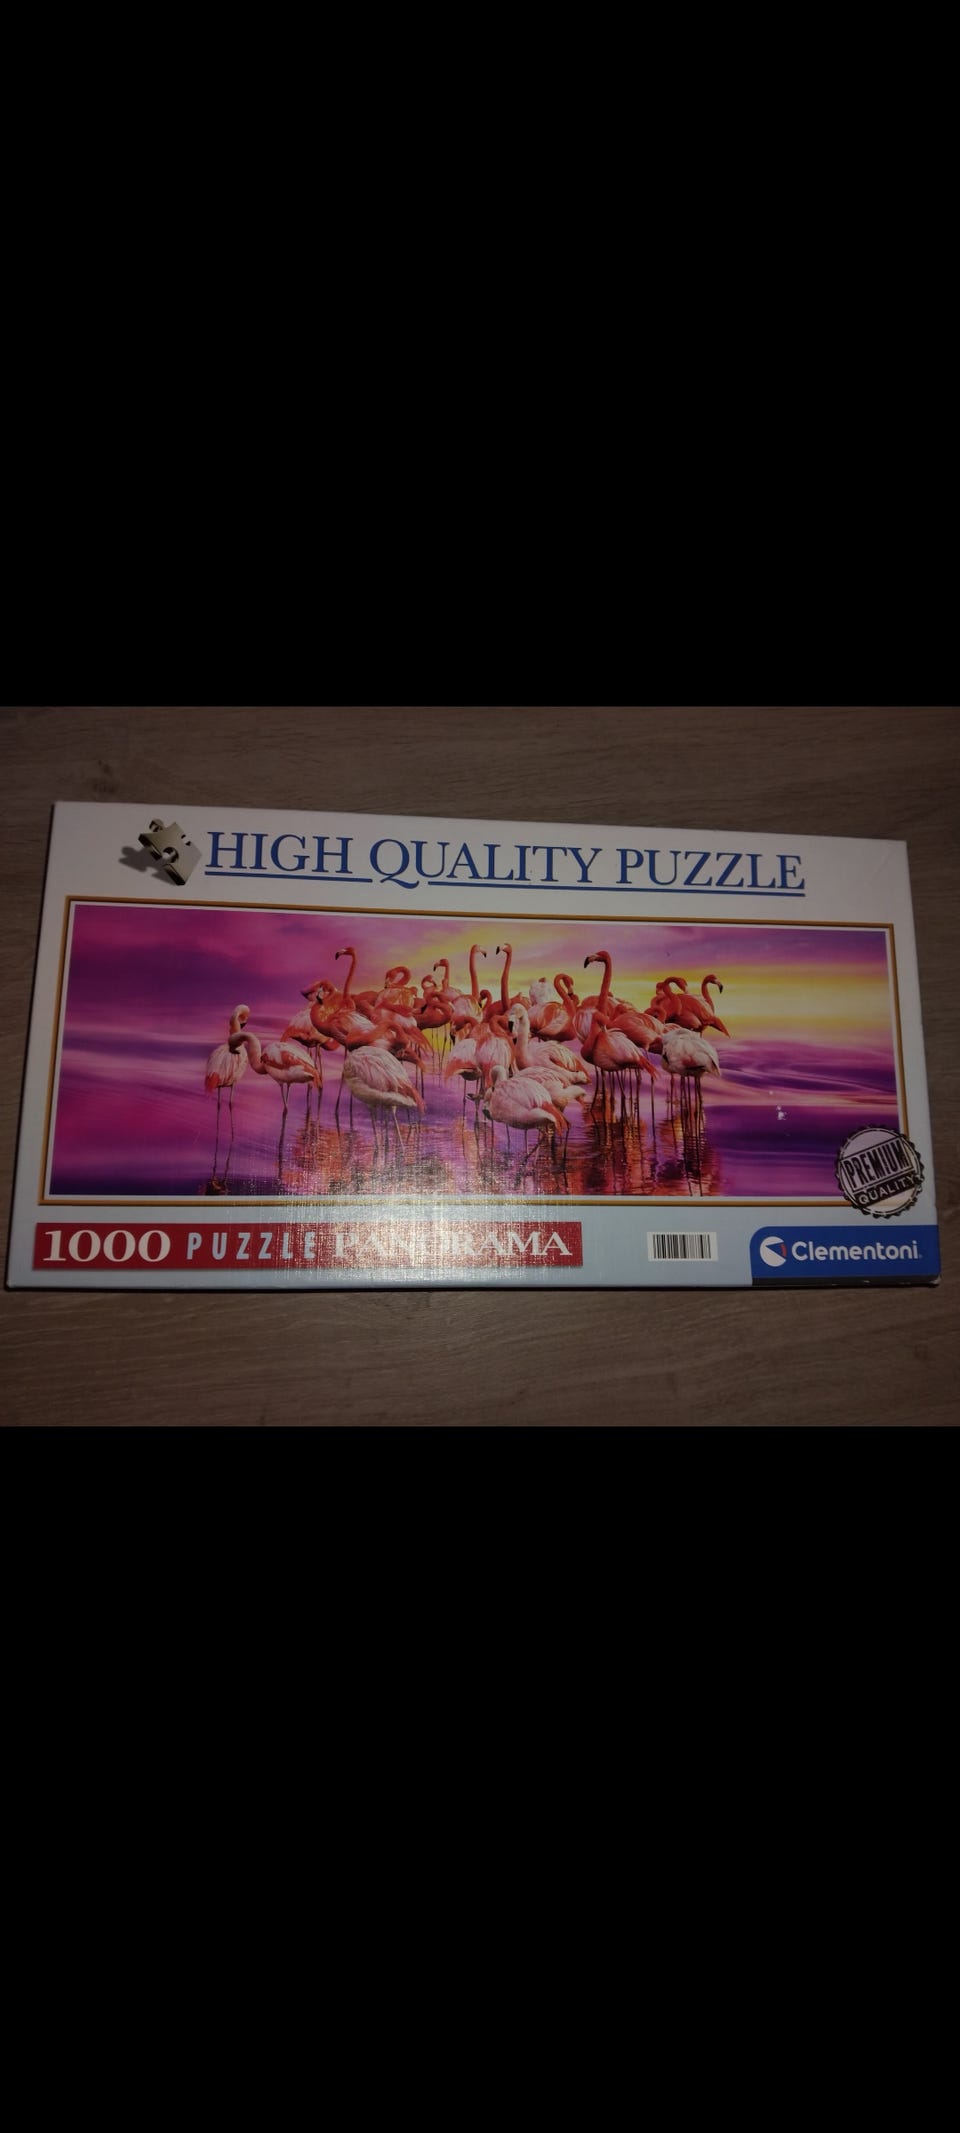 HIGH QUALITY PUZZLE
PREMIUM
QUALITY
1000 PUZZLE PANORAMA
Clementoni